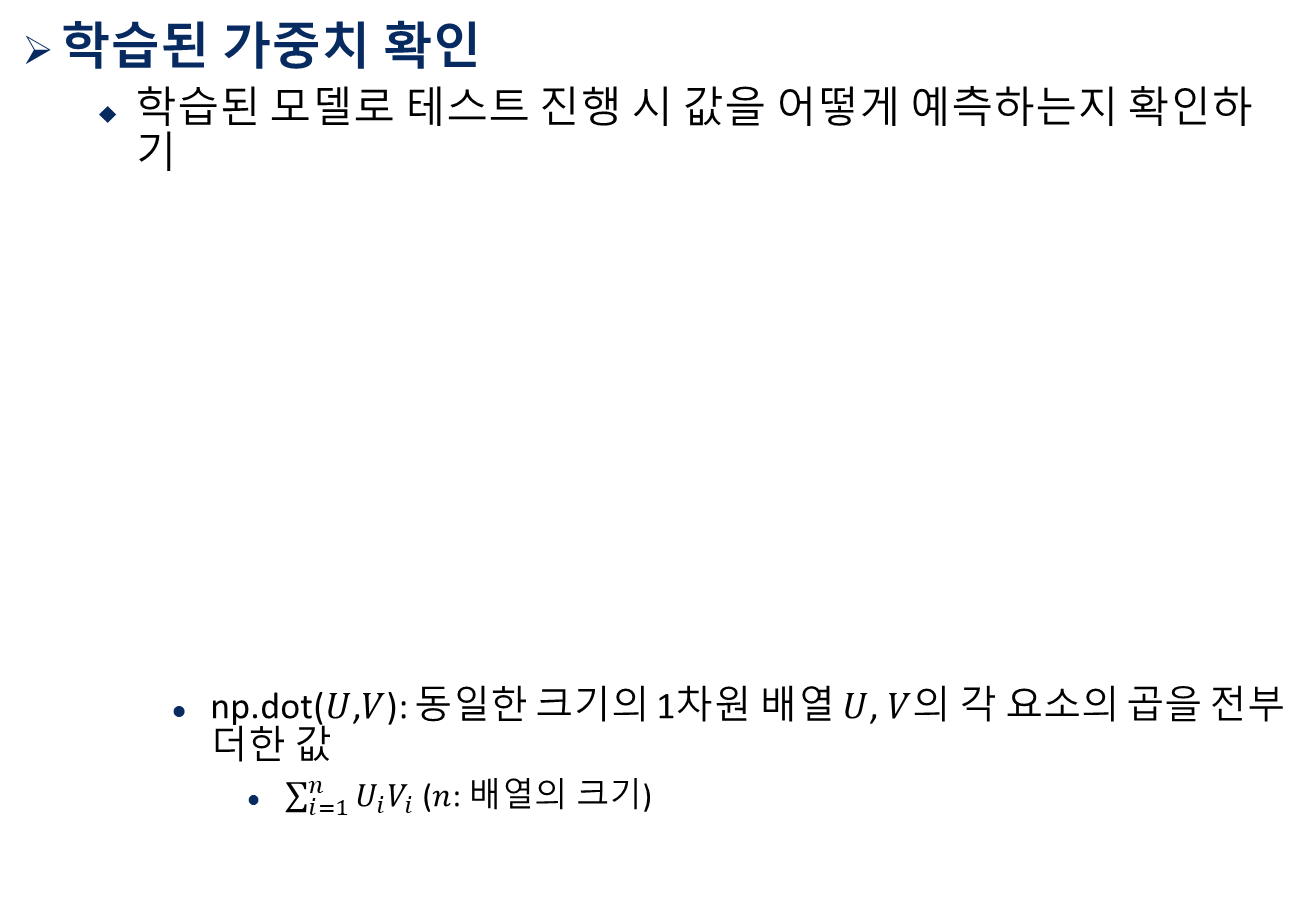 학습된 가중치 확인
학습된 모델로 테스트 진행 시 값을 어떻게 예측하는지 확인하
기
np.dot(U,V): 동일한 크기의 1차원 배열 U, V의 각 요소의 곱을 전부
더한 값
∑ⁿᵢ₌₁ UᵢVᵢ (n: 배열의 크기)